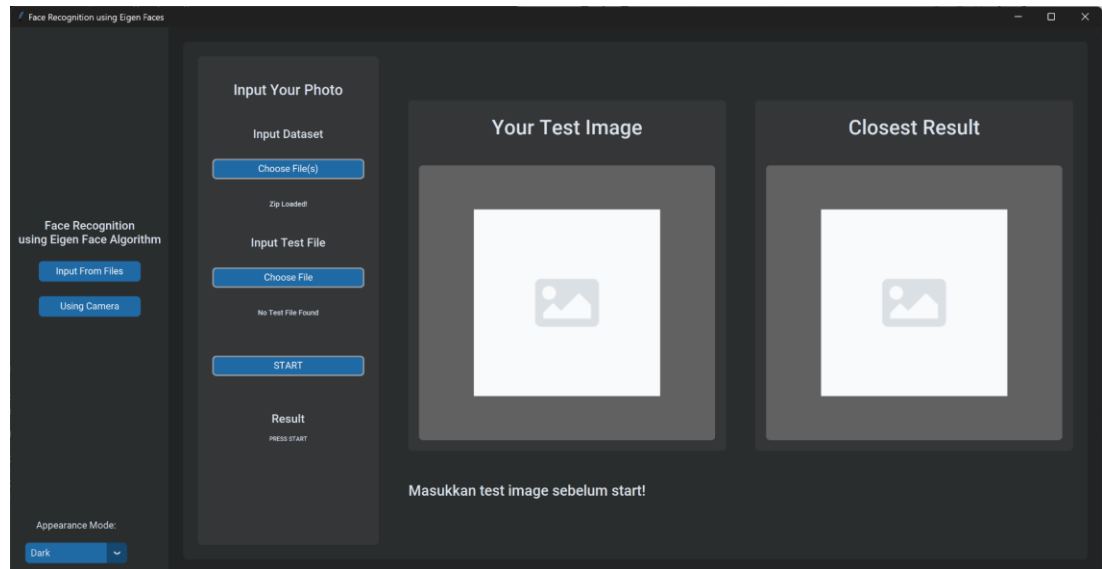 Face Recognition using Eigen Faces
Face Recognition
using Eigen Face Algorithm
Input From Files
Using Camera
Appearance Mode:
Dark
Input Your Photo
Input Dataset
Choose File(s)
Zip Loaded!
Input Test File
Choose File
No Test File Found
START
Result
PRESS START
Your Test Image
Closest Result
Masukkan test image sebelum start!